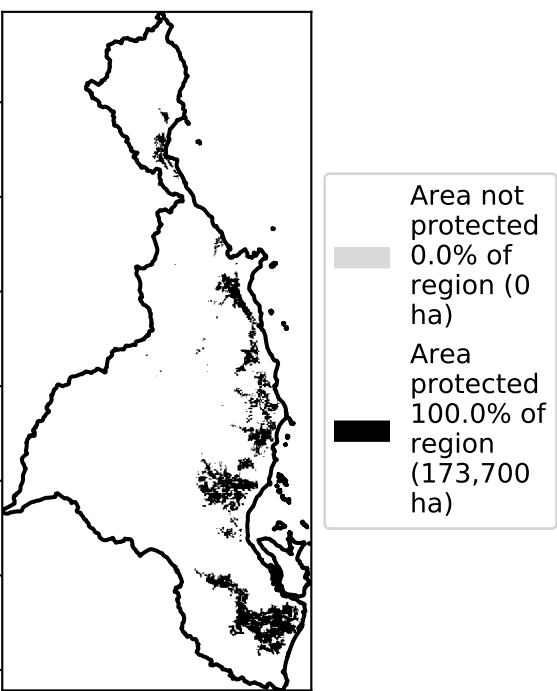 Area not
protected
0.0% of
region (0
ha)
Area
protected
100.0% of
region
(173,700
ha)